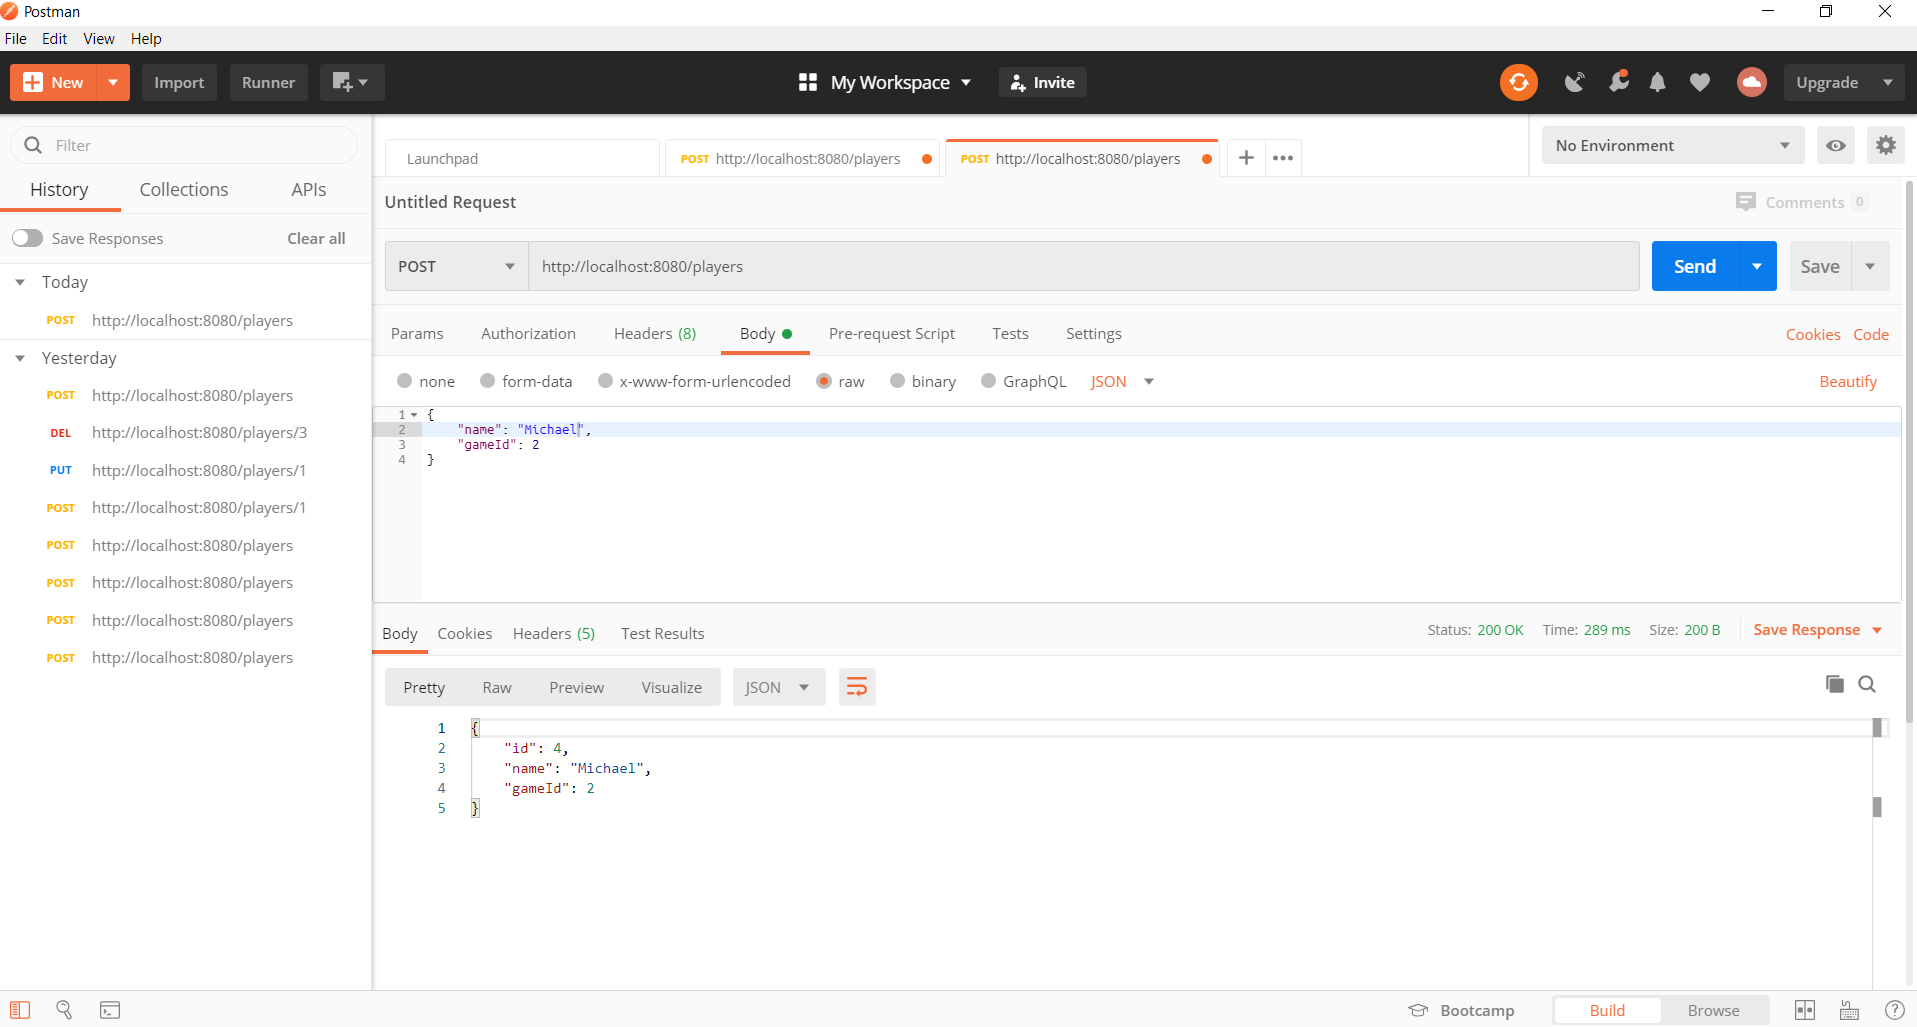 Postman
File Edit View Help
New Import Runner My Workspace Invite Upgrade
Filter
History Collections APIs
Save Responses Clear all
Today
POST http://localhost:8080/players
Yesterday
POST http://localhost:8080/players
DEL http://localhost:8080/players/3
PUT http://localhost:8080/players/1
POST http://localhost:8080/players/1
POST http://localhost:8080/players
POST http://localhost:8080/players
POST http://localhost:8080/players
POST http://localhost:8080/players
Launchpad POST http://localhost:8080/players POST http://localhost:8080/players No Environment
Untitled Request Comments 0
POST http://localhost:8080/players Send Save
Params Authorization Headers (8) Body Pre-request Script Tests Settings Cookies Code
none form-data x-www-form-urlencoded raw binary GraphQL JSON Beautify
1 {
2 "name": "Michael",
3 "gameId": 2
4 }
Body Cookies Headers (5) Test Results Status: 200 OK Time: 289 ms Size: 200 B Save Response
Pretty Raw Preview Visualize JSON
1 {
2 "id": 4,
3 "name": "Michael",
4 "gameId": 2
5 }
Bootcamp Build Browse